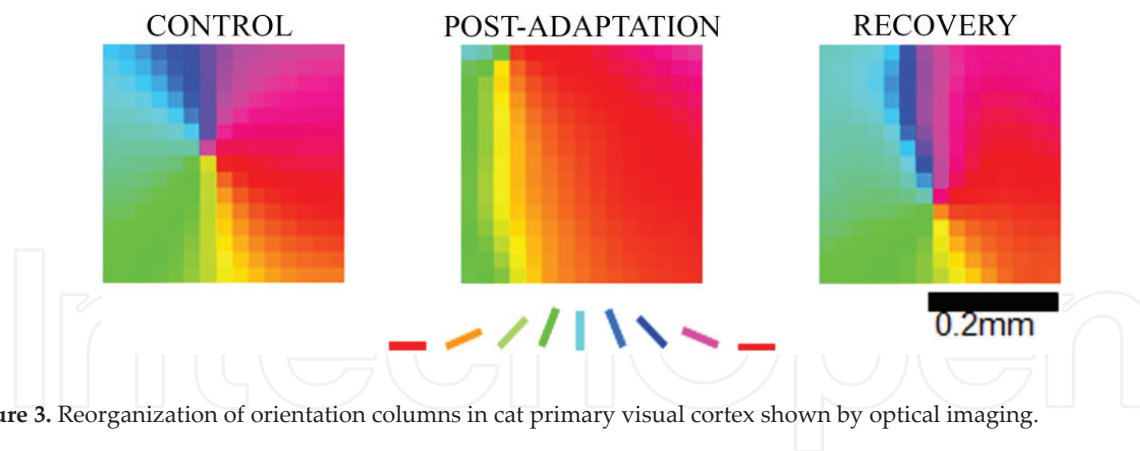 CONTROL POST-ADAPTATION RECOVERY
0.2mm
IntechOpen
ure 3. Reorganization of orientation columns in cat primary visual cortex shown by optical imaging.